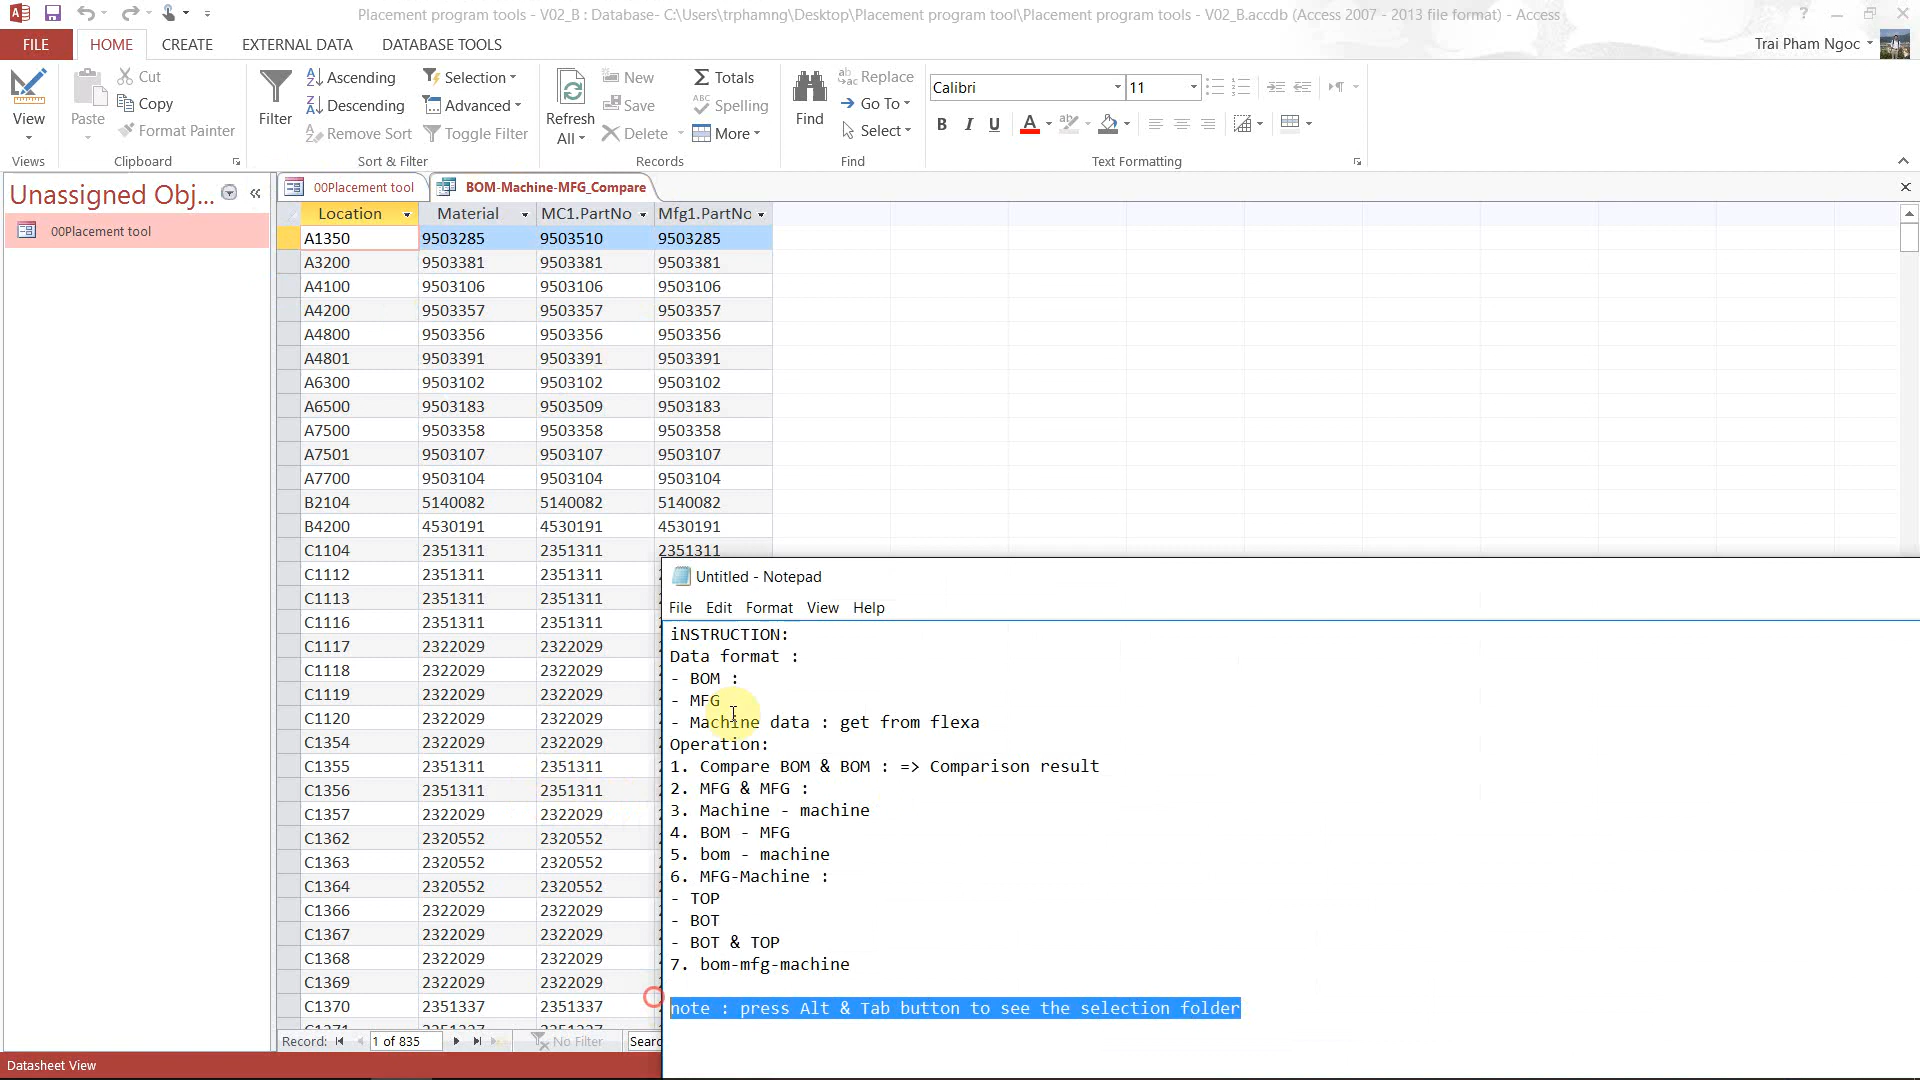 Placement program tools - V02_B : Database- C:\Users\trphamng\Desktop\Placement program tool\Placement program tools - V02_B.accdb (Access 2007 - 2013 file format) - Access
FILE HOME CREATE EXTERNAL DATA DATABASE TOOLS Trai Pham Ngoc
View Paste Cut Copy Format Painter Filter Ascending Descending Remove Sort Selection Advanced Toggle Filter Refresh All New Save Delete Totals Spelling More Find Replace Go To Select Calibri 11 B I U A
Views Clipboard Sort & Filter Records Find Text Formatting
Unassigned Obj...
00Placement tool
00Placement tool BOM-Machine-MFG_Compare
Location Material MC1.PartNo Mfg1.PartNo
A1350 9503285 9503510 9503285
A3200 9503381 9503381 9503381
A4100 9503106 9503106 9503106
A4200 9503357 9503357 9503357
A4800 9503356 9503356 9503356
A4801 9503391 9503391 9503391
A6300 9503102 9503102 9503102
A6500 9503183 9503509 9503183
A7500 9503358 9503358 9503358
A7501 9503107 9503107 9503107
A7700 9503104 9503104 9503104
B2104 5140082 5140082 5140082
B4200 4530191 4530191 4530191
C1104 2351311 2351311 2351311
C1112 2351311 2351311
C1113 2351311 2351311
C1116 2351311 2351311
C1117 2322029 2322029
C1118 2322029 2322029
C1119 2322029 2322029
C1120 2322029 2322029
C1354 2322029 2322029
C1355 2351311 2351311
C1356 2351311 2351311
C1357 2322029 2322029
C1362 2320552 2320552
C1363 2320552 2320552
C1364 2320552 2320552
C1366 2322029 2322029
C1367 2322029 2322029
C1368 2322029 2322029
C1369 2322029 2322029
C1370 2351337 2351337
Record: 1 of 835 No Filter Searc
Datasheet View
Untitled - Notepad
File Edit Format View Help
iNSTRUCTION:
Data format :
- BOM :
- MFG
- Machine data : get from flexa
Operation:
1. Compare BOM & BOM : => Comparison result
2. MFG & MFG :
3. Machine - machine
4. BOM - MFG
5. bom - machine
6. MFG-Machine :
- TOP
- BOT
- BOT & TOP
7. bom-mfg-machine
note : press Alt & Tab button to see the selection folder